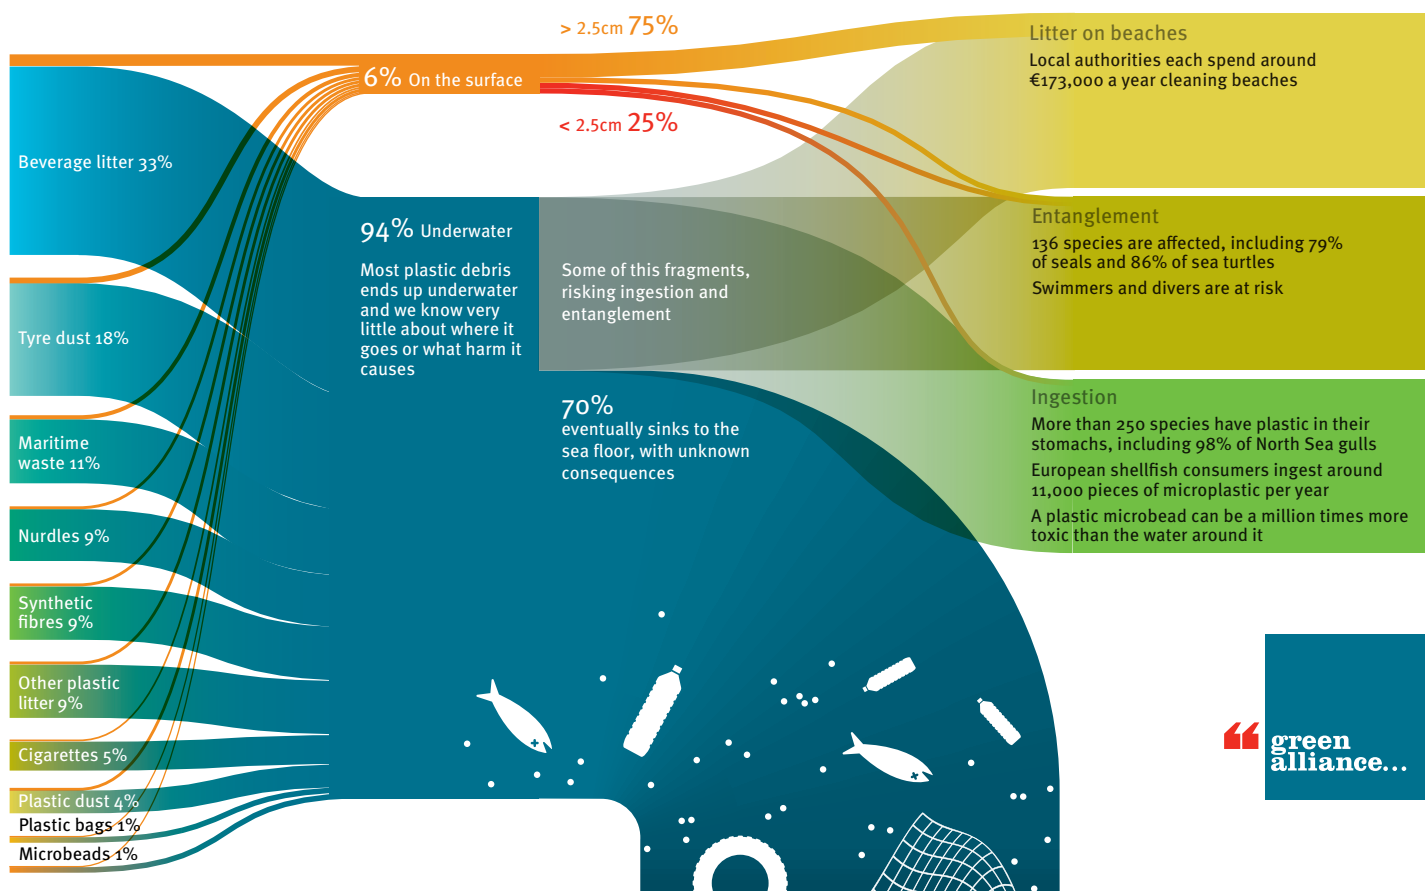 > 2.5cm 75%
6% On the surface
< 2.5cm 25%
Beverage litter 33%
Tyre dust 18%
Maritime
waste 11%
Nurdles 9%
Synthetic
fibres 9%
Other plastic
litter 9%
Cigarettes 5%
Plastic dust 4%
Plastic bags 1%
Microbeads 1%
94% Underwater
Most plastic debris
ends up underwater
and we know very
little about where it
goes or what harm it
causes
Some of this fragments,
risking ingestion and
entanglement
70%
eventually sinks to the
sea floor, with unknown
consequences
Litter on beaches
Local authorities each spend around
€173,000 a year cleaning beaches
Entanglement
136 species are affected, including 79%
of seals and 86% of sea turtles
Swimmers and divers are at risk
Ingestion
More than 250 species have plastic in their
stomachs, including 98% of North Sea gulls
European shellfish consumers ingest around
11,000 pieces of microplastic per year
A plastic microbead can be a million times more
toxic than the water around it
“ green
alliance...